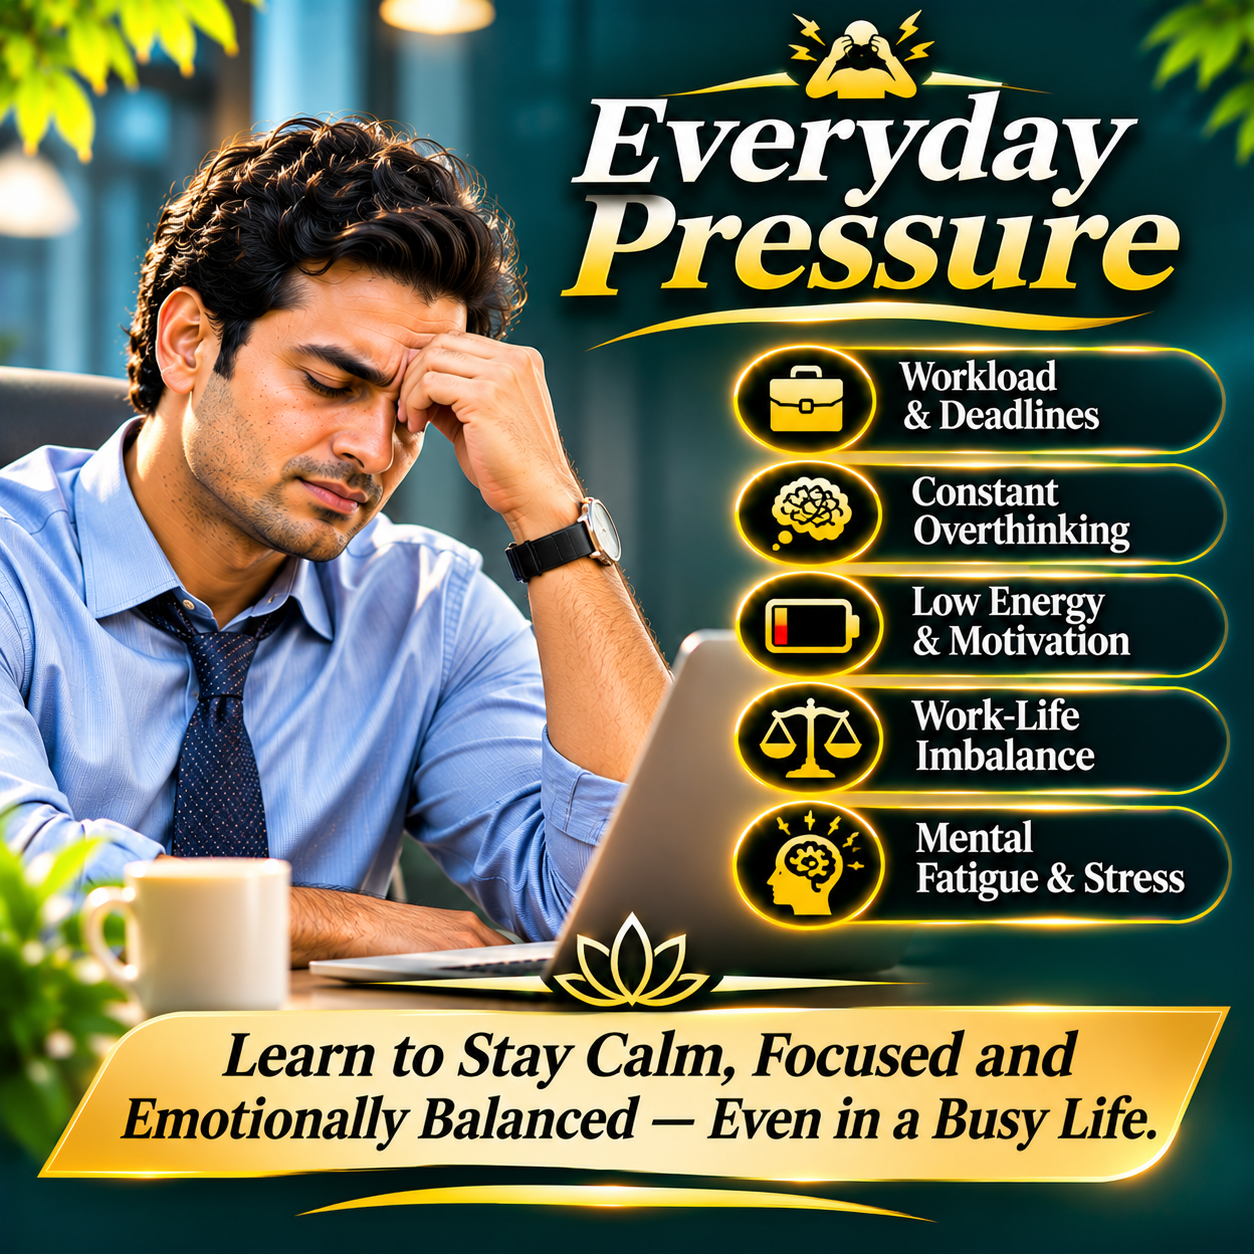 Everyday
Pressure
Workload
& Deadlines
Constant
Overthinking
Low Energy
& Motivation
Work-Life
Imbalance
Mental
Fatigue & Stress
Learn to Stay Calm, Focused and
Emotionally Balanced — Even in a Busy Life.